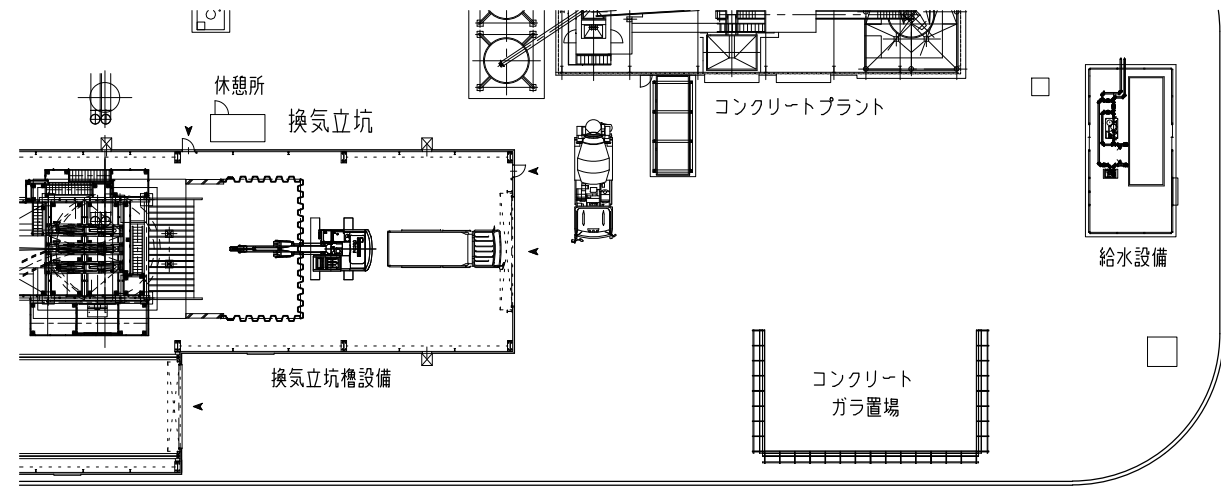 休憩所
換気立坑
コンクリートプラント
給水設備
換気立坑櫓設備
コンクリート
ガラ置場